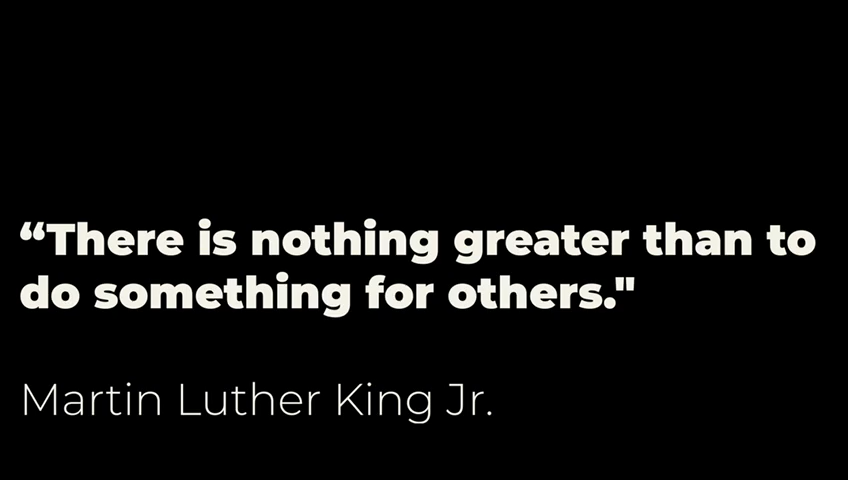 “There is nothing greater than to
do something for others."
Martin Luther King Jr.